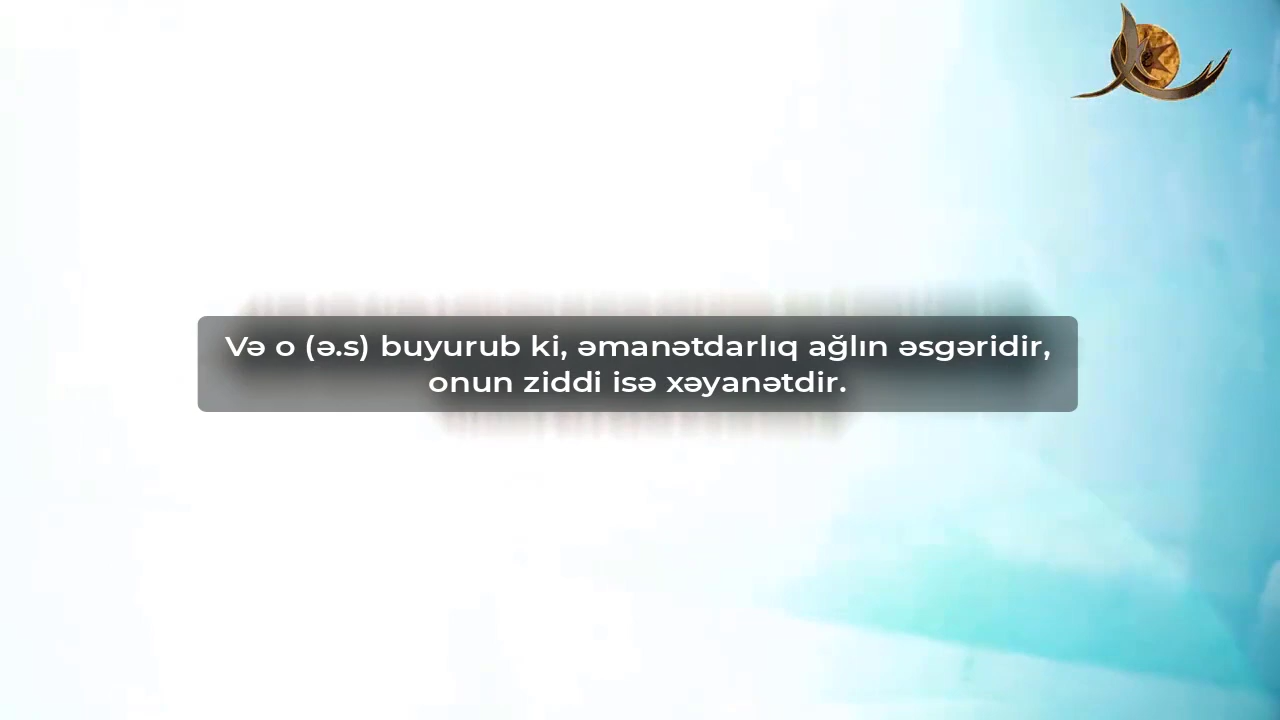 Və o (ə.s) buyurub ki, əmanətdarlıq ağlın əsgəridir,
onun ziddi isə xəyanətdir.